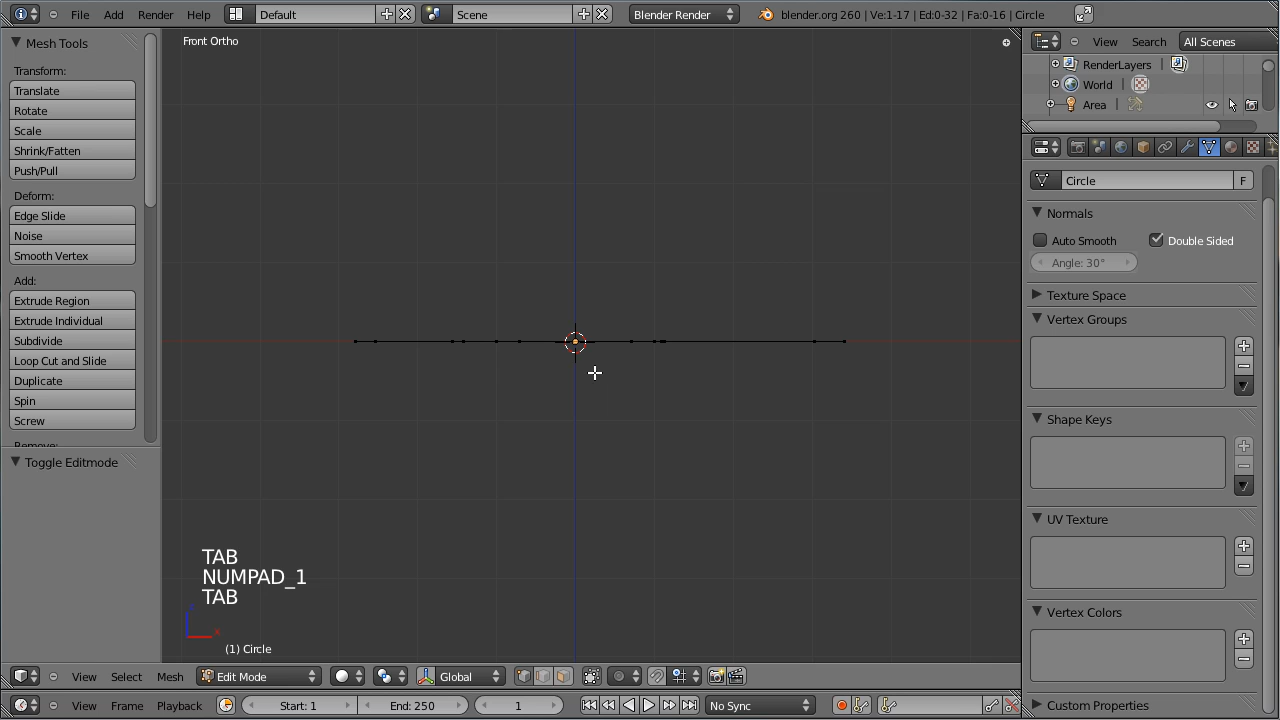 File Add Render Help Default Scene Blender Render blender.org 260 | Ve:1-17 | Ed:0-32 | Fa:0-16 | Circle
Mesh Tools
Transform:
Translate
Rotate
Scale
Shrink/Fatten
Push/Pull
Deform:
Edge Slide
Noise
Smooth Vertex
Add:
Extrude Region
Extrude Individual
Subdivide
Loop Cut and Slide
Duplicate
Spin
Screw
Remove:
Toggle Editmode
Front Ortho
TAB
NUMPAD_1
TAB
x
(1) Circle
View Search All Scenes
RenderLayers |
World |
Area |
Circle F
Normals
Auto Smooth Double Sided
Angle: 30°
Texture Space
Vertex Groups
Shape Keys
UV Texture
Vertex Colors
Custom Properties
View Select Mesh Edit Mode Global
View Frame Playback Start: End: 250 1 No Sync